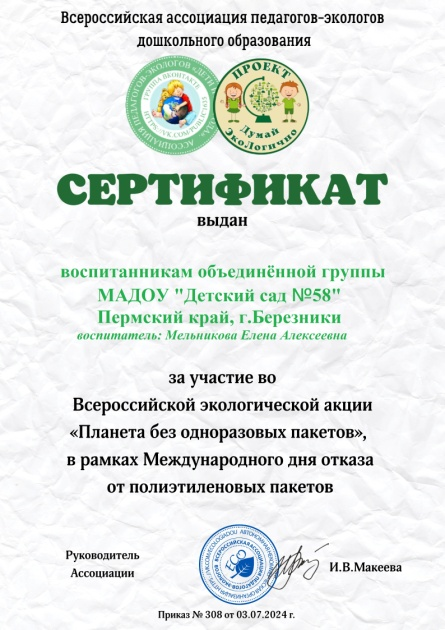 Всероссийская ассоциация педагогов-экологов
дошкольного образования
ПРОЕКТ
Думай
ЭкоЛогично
СЕРТИФИКАТ
выдан
воспитанникам объединённой группы
МАДОУ "Детский сад №58"
Пермский край, г.Березники
воспитатель: Мельникова Елена Алексеевна
за участие во
Всероссийской экологической акции
«Планета без одноразовых пакетов»,
в рамках Международного дня отказа
от полиэтиленовых пакетов
Руководитель
Ассоциации
И.В.Макеева
Приказ № 308 от 03.07.2024 г.